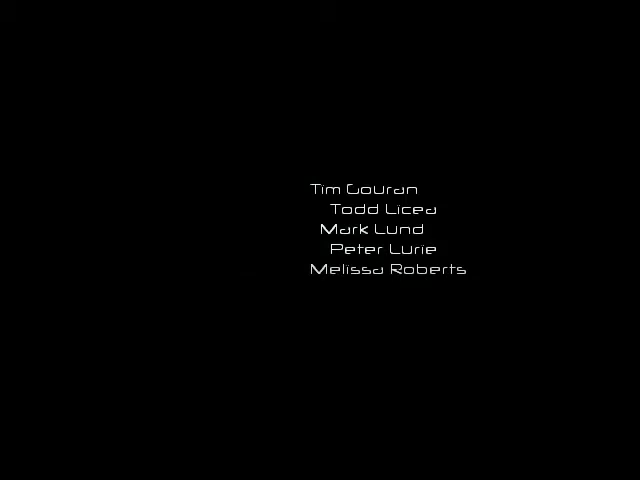 Tim Gouran
Todd Licea
Mark Lund
Peter Lurie
Melissa Roberts